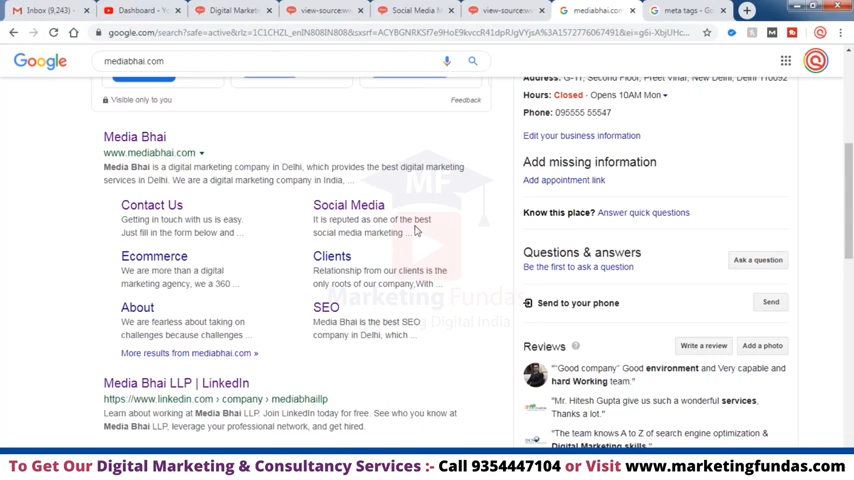 Inbox (9,243)
Dashboard - You
Digital Marketin
view-source:ww
Social Media M
view-source:ww
mediabhai.com
meta tags - Goo
google.com/search?safe=active&rlz=1C1CHZL_enIN808IN808&sxsrf=ACYBGNRKSf7e9HoE9kvccR41dpRJgVYjsA%3A1572776067491&ei=g6i-XbjUHc...
Google
mediabhai.com
Visible only to you
Feedback
Media Bhai
www.mediabhai.com
Media Bhai is a digital marketing company in Delhi, which provides the best digital marketing
services in Delhi. We are a digital marketing company in India, ...
Contact Us
Getting in touch with us is easy.
Just fill in the form below and ...
Social Media
It is reputed as one of the best
social media marketing ...
Ecommerce
We are more than a digital
marketing agency, we a 360 ...
Clients
Relationship from our clients is the
only roots of our company,With ...
About
We are fearless about taking on
challenges because challenges ...
SEO
Media Bhai is the best SEO
company in Delhi, which ...
More results from mediabhai.com »
Media Bhai LLP | LinkedIn
https://www.linkedin.com › company › mediabhaillp
Learn about working at Media Bhai LLP. Join LinkedIn today for free. See who you know at
Media Bhai LLP, leverage your professional network, and get hired.
Address: G-11, Second Floor, Preet Vihar, New Delhi, Delhi 110092
Hours: Closed · Opens 10AM Mon
Phone: 095555 55547
Edit your business information
Add missing information
Add appointment link
Know this place? Answer quick questions
Questions & answers
Be the first to ask a question
Ask a question
Send to your phone
Send
Reviews
Write a review
Add a photo
"“Good company” Good environment and Very capable and
hard Working team."
"Mr. Hitesh Gupta give us such a wonderful services,
Thanks a lot."
"The team knows A to Z of search engine optimization &
Digital Marketing skills."
MF
Marketing Fundas
Making Digital India
To Get Our Digital Marketing & Consultancy Services :- Call 9354447104 or Visit www.marketingfundas.com